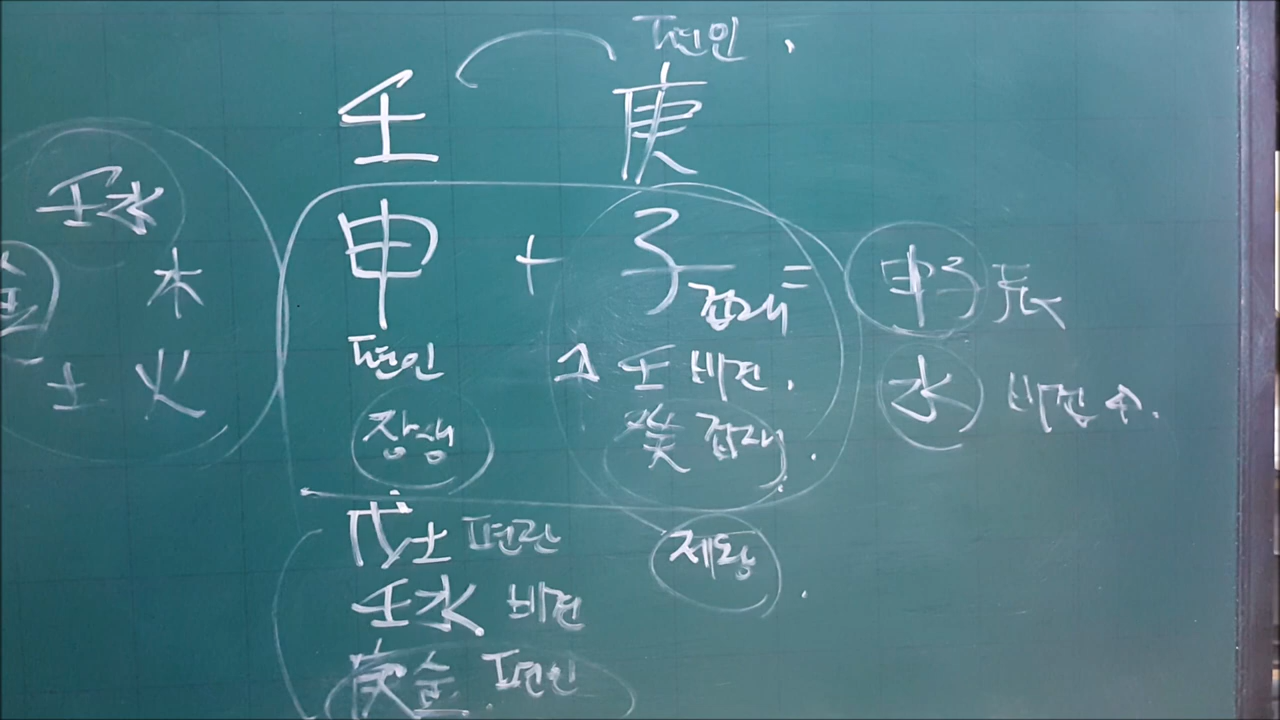 편인
壬 庚
壬水
申 + 子 = 申子辰
겁재
金 木
편인 壬 비견
土 火 水 비견
장생 癸 겁재
戊土 편관 제왕
壬水 비견
庚金 편인